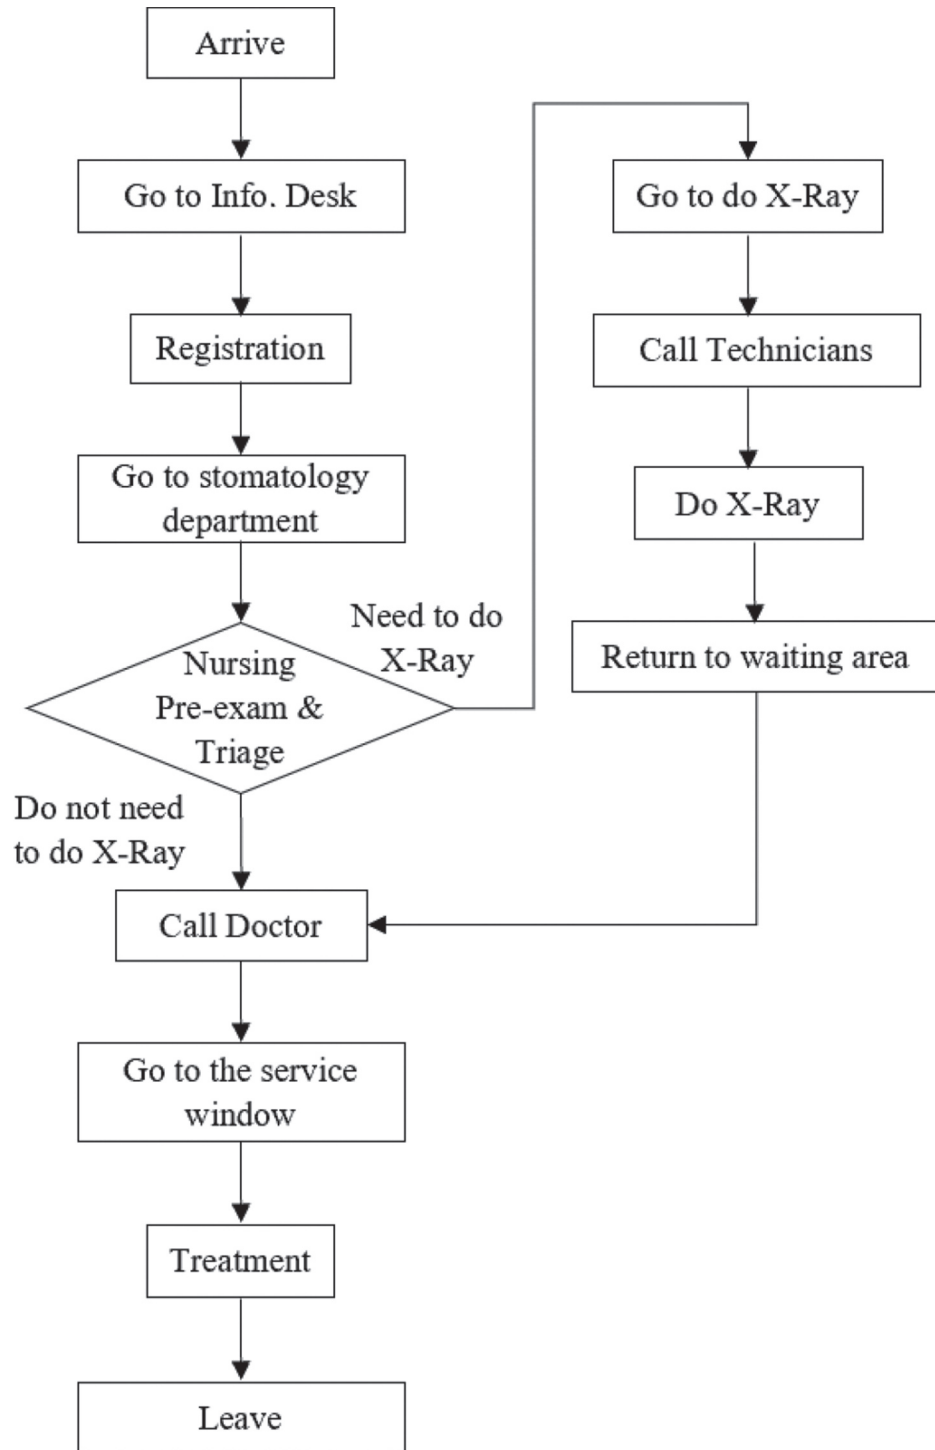 Arrive
Go to Info. Desk
Registration
Go to stomatology
department
Nursing
Pre-exam &
Triage
Need to do
X-Ray
Go to do X-Ray
Call Technicians
Do X-Ray
Return to waiting area
Do not need
to do X-Ray
Call Doctor
Go to the service
window
Treatment
Leave